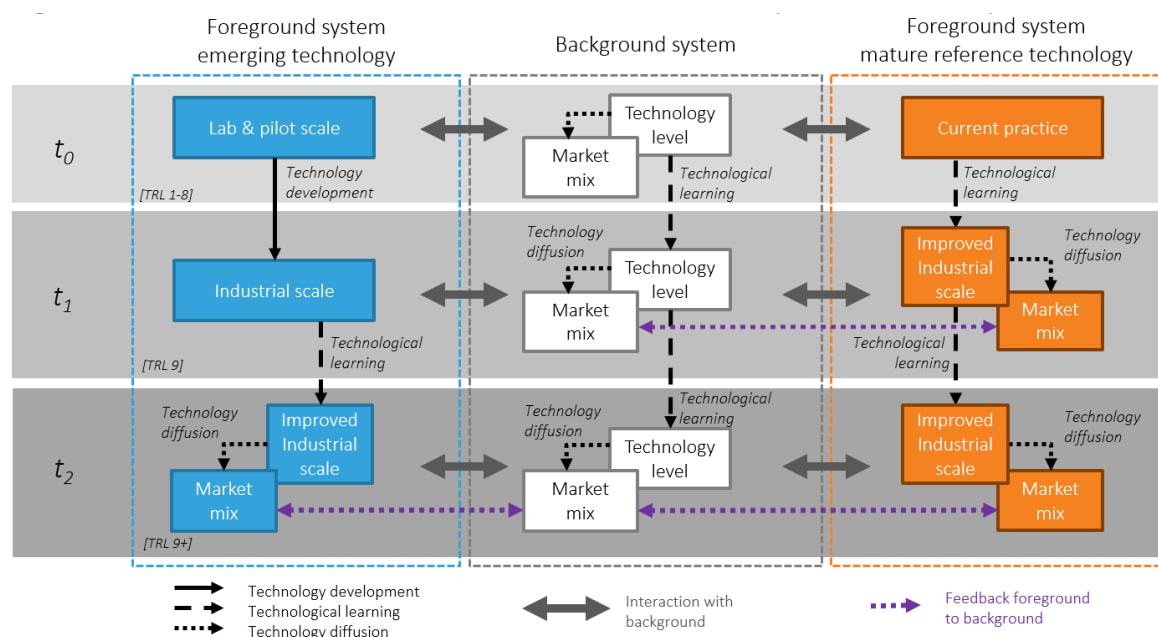 Foreground system
emerging technology
Background system
Foreground system
mature reference technology
t0
Lab & pilot scale
Technology
development
[TRL 1-8]
Technology
level
Market
mix
Technological
learning
Current practice
Technological
learning
t1
Industrial scale
Technological
learning
[TRL 9]
Technology
diffusion
Technology
level
Market
mix
Technological
learning
Improved
Industrial
scale
Technology
diffusion
Market
mix
Technological
learning
t2
Technology
diffusion
Improved
Industrial
scale
Market
mix
[TRL 9+]
Technology
diffusion
Technology
level
Market
mix
Improved
Industrial
scale
Technology
diffusion
Market
mix
Technology development
Technological learning
Technology diffusion
Interaction with
background
Feedback foreground
to background